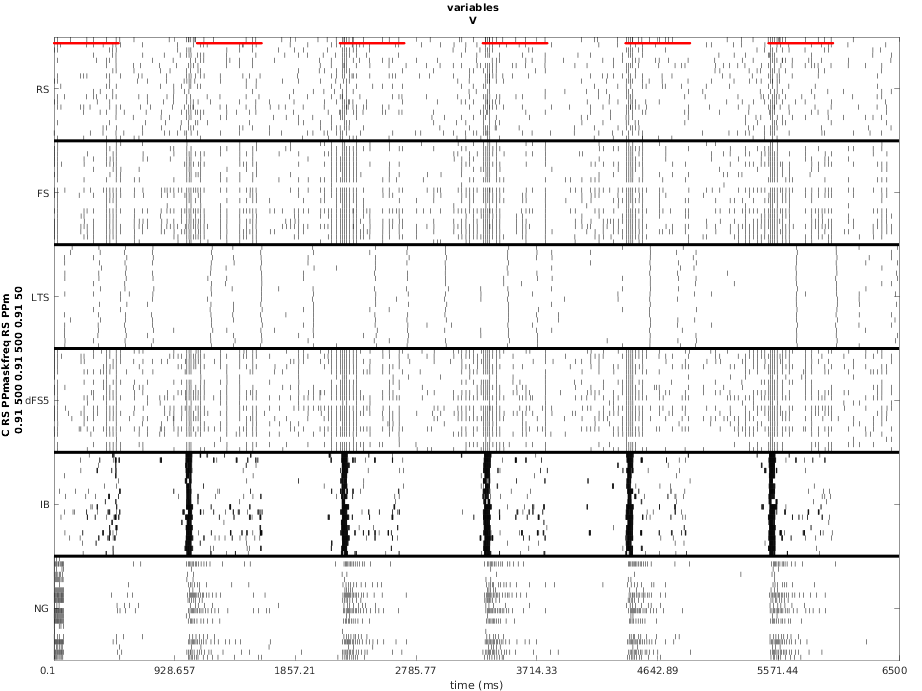 variables
V
RS
FS
LTS
dFS5
IB
NG
C RS PPmaskfreq RS PPm
0.91 500 0.91 500 0.91 50
0.1 928.657 1857.21 2785.77 3714.33 4642.89 5571.44 6500
time (ms)